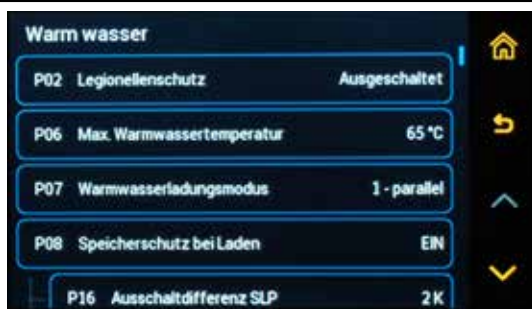 Warm wasser
P02 Legionellenschutz Ausgeschaltet
P06 Max. Warmwassertemperatur 65 °C
P07 Warmwasserladungsmodus 1 - parallel
P08 Speicherschutz bei Laden EIN
P16 Ausschaltdifferenz SLP 2 K